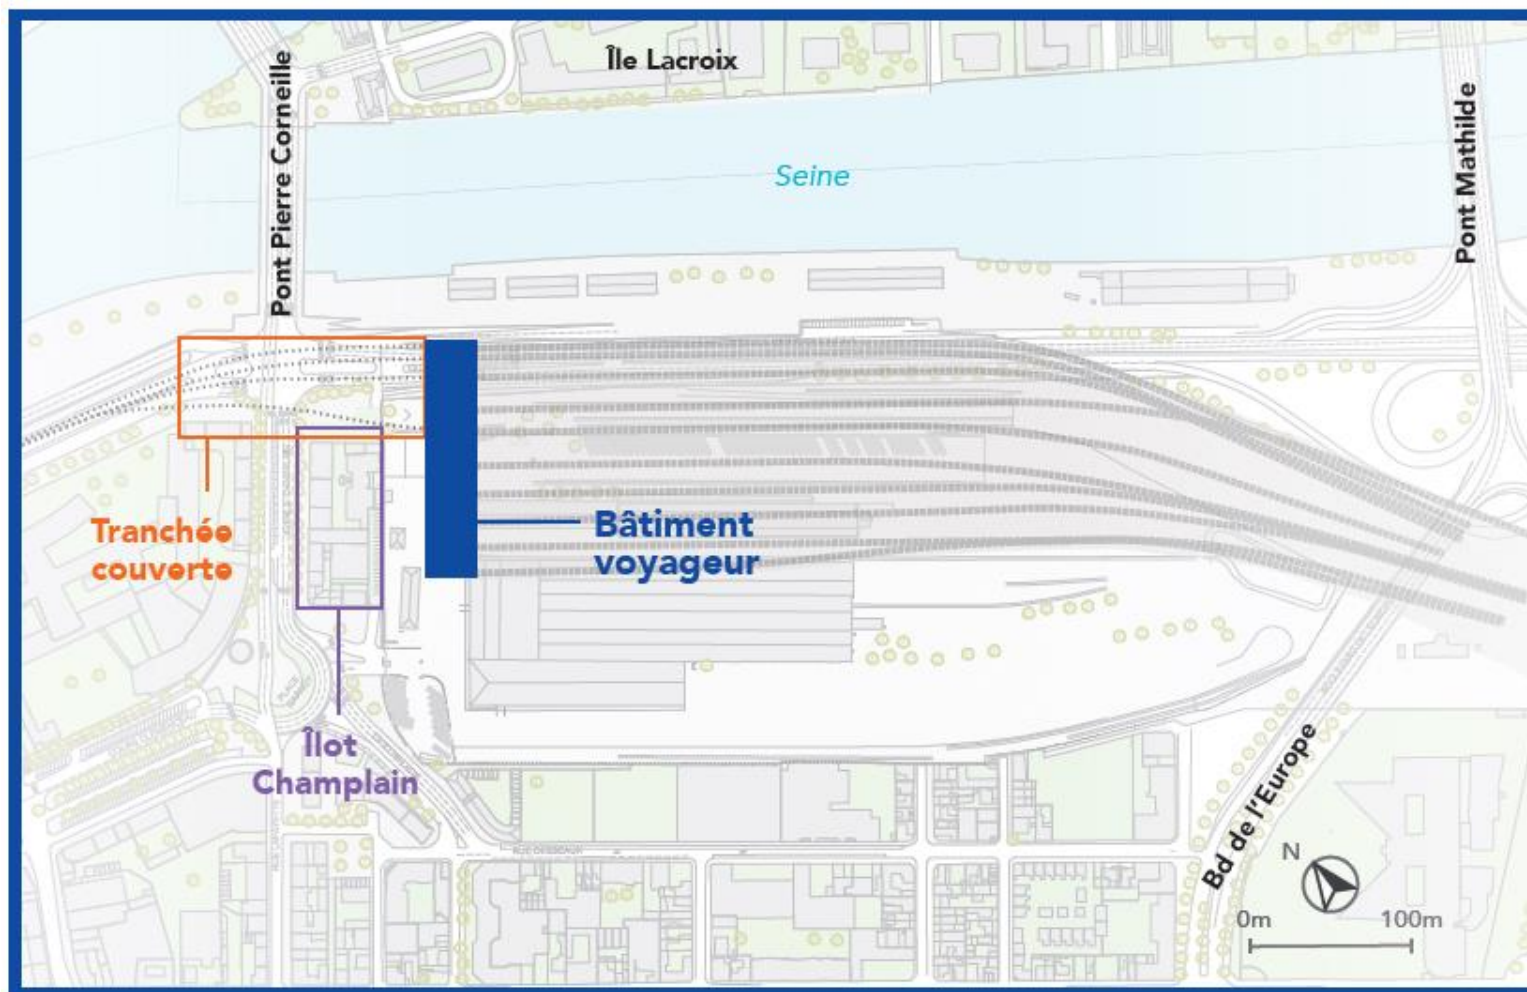 Île Lacroix
Pont Pierre Corneille
Seine
Pont Mathilde
Tranchée
couverte
Bâtiment
voyageur
Îlot
Champlain
Bd de l'Europe
N
0m
100m